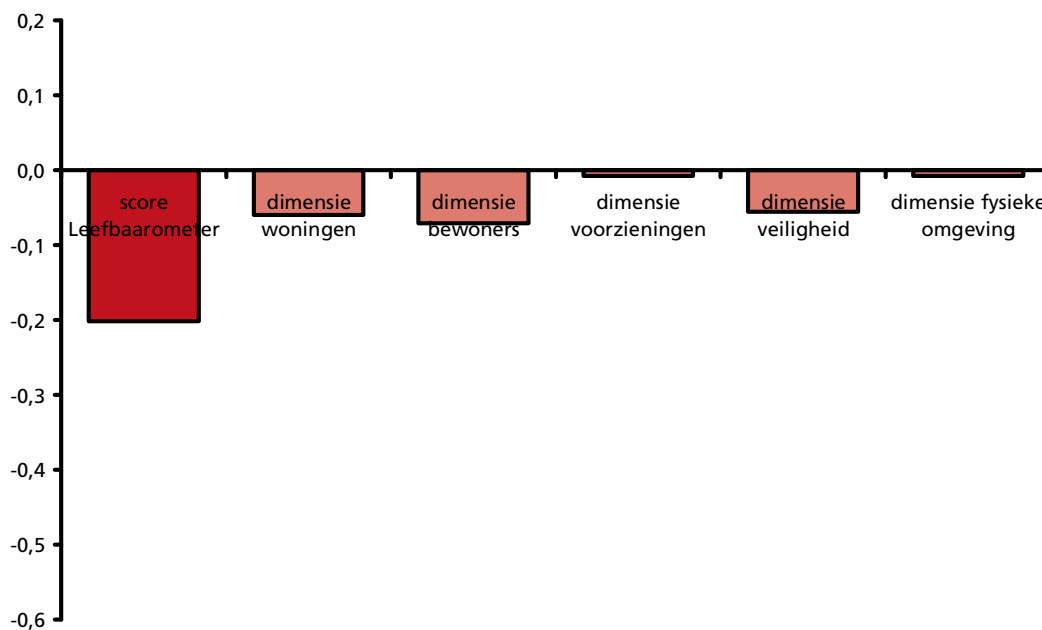 0,2
0,1
0,0
-0,1
-0,2
-0,3
-0,4
-0,5
-0,6
score
Leefbaarometer
dimensie
woningen
dimensie
bewoners
dimensie
voorzieningen
dimensie
veiligheid
dimensie fysieke
omgeving